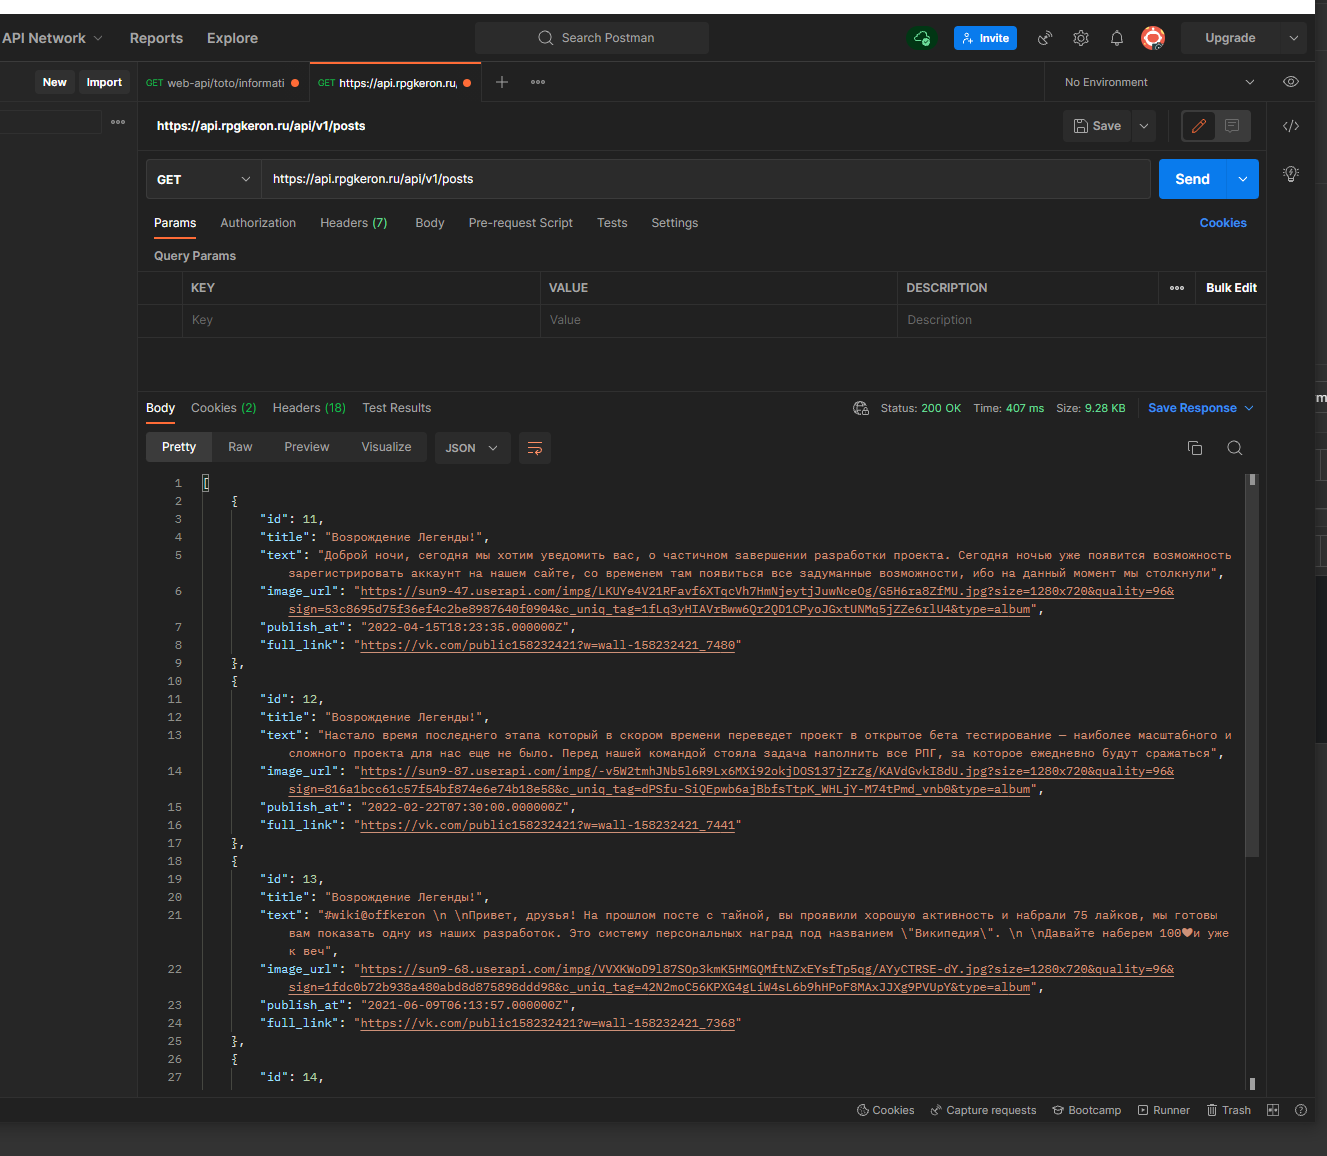 API Network
Reports
Explore
Search Postman
Invite
Upgrade
New
Import
GET web-api/toto/informati
GET https://api.rpgkeron.ru,
No Environment
https://api.rpgkeron.ru/api/v1/posts
Save
GET
https://api.rpgkeron.ru/api/v1/posts
Send
Params
Authorization
Headers (7)
Body
Pre-request Script
Tests
Settings
Cookies
Query Params
KEY
VALUE
DESCRIPTION
Bulk Edit
Key
Value
Description
Body
Cookies (2)
Headers (18)
Test Results
Status: 200 OK
Time: 407 ms
Size: 9.28 KB
Save Response
Pretty
Raw
Preview
Visualize
JSON
1 [
2 {
3 "id": 11,
4 "title": "Возрождение Легенды!",
5 "text": "Доброй ночи, сегодня мы хотим уведомить вас, о частичном завершении разработки проекта. Сегодня ночью уже появится возможность
зарегистрировать аккаунт на нашем сайте, со временем там появиться все задуманные возможности, ибо на данный момент мы столкнули",
6 "image_url": "https://sun9-47.userapi.com/impg/LKUYe4V21RFavf6XTqcVh7HmNjeytjJuwNceOg/G5H6ra8ZfMU.jpg?size=1280x720&quality=96&
sign=53c8695d75f36ef4c2be8987640f0904&c_uniq_tag=1fLq3yHIAVrBww6Qr2QD1CPyoJGxtUNMq5jZZe6rlU4&type=album",
7 "publish_at": "2022-04-15T18:23:35.000000Z",
8 "full_link": "https://vk.com/public158232421?w=wall-158232421_7480"
9 },
10 {
11 "id": 12,
12 "title": "Возрождение Легенды!",
13 "text": "Настало время последнего этапа который в скором времени переведет проект в открытое бета тестирование — наиболее масштабного и
сложного проекта для нас еще не было. Перед нашей командой стояла задача наполнить все РПГ, за которое ежедневно будут сражаться",
14 "image_url": "https://sun9-87.userapi.com/impg/-v5W2tmhJNb5l6R9Lx6MXi92okjDOS137jZrZg/KAVdGvkI8dU.jpg?size=1280x720&quality=96&
sign=816a1bcc61c57f54bf874e6e74b18e58&c_uniq_tag=dPSfu-SiQEpwb6ajBbfsTtpK_WHLjY-M74tPmd_vnb0&type=album",
15 "publish_at": "2022-02-22T07:30:00.000000Z",
16 "full_link": "https://vk.com/public158232421?w=wall-158232421_7441"
17 },
18 {
19 "id": 13,
20 "title": "Возрождение Легенды!",
21 "text": "#wiki@offkeron \n \nПривет, друзья! На прошлом посте с тайной, вы проявили хорошую активность и набрали 75 лайков, мы готовы
вам показать одну из наших разработок. Это систему персональных наград под названием \"Википедия\". \n \nДавайте наберем 100🖤и уже
к веч",
22 "image_url": "https://sun9-68.userapi.com/impg/VVXKWoD9l87SOp3kmK5HMGQMftNZxEYsfTp5qg/AYyCTRSE-dY.jpg?size=1280x720&quality=96&
sign=1fdc0b72b938a480abd8d875898ddd98&c_uniq_tag=42N2moC56KPXG4gLiW4sL6b9hHPoF8MAxJJXg9PVUpY&type=album",
23 "publish_at": "2021-06-09T06:13:57.000000Z",
24 "full_link": "https://vk.com/public158232421?w=wall-158232421_7368"
25 },
26 {
27 "id": 14,
Cookies
Capture requests
Bootcamp
Runner
Trash